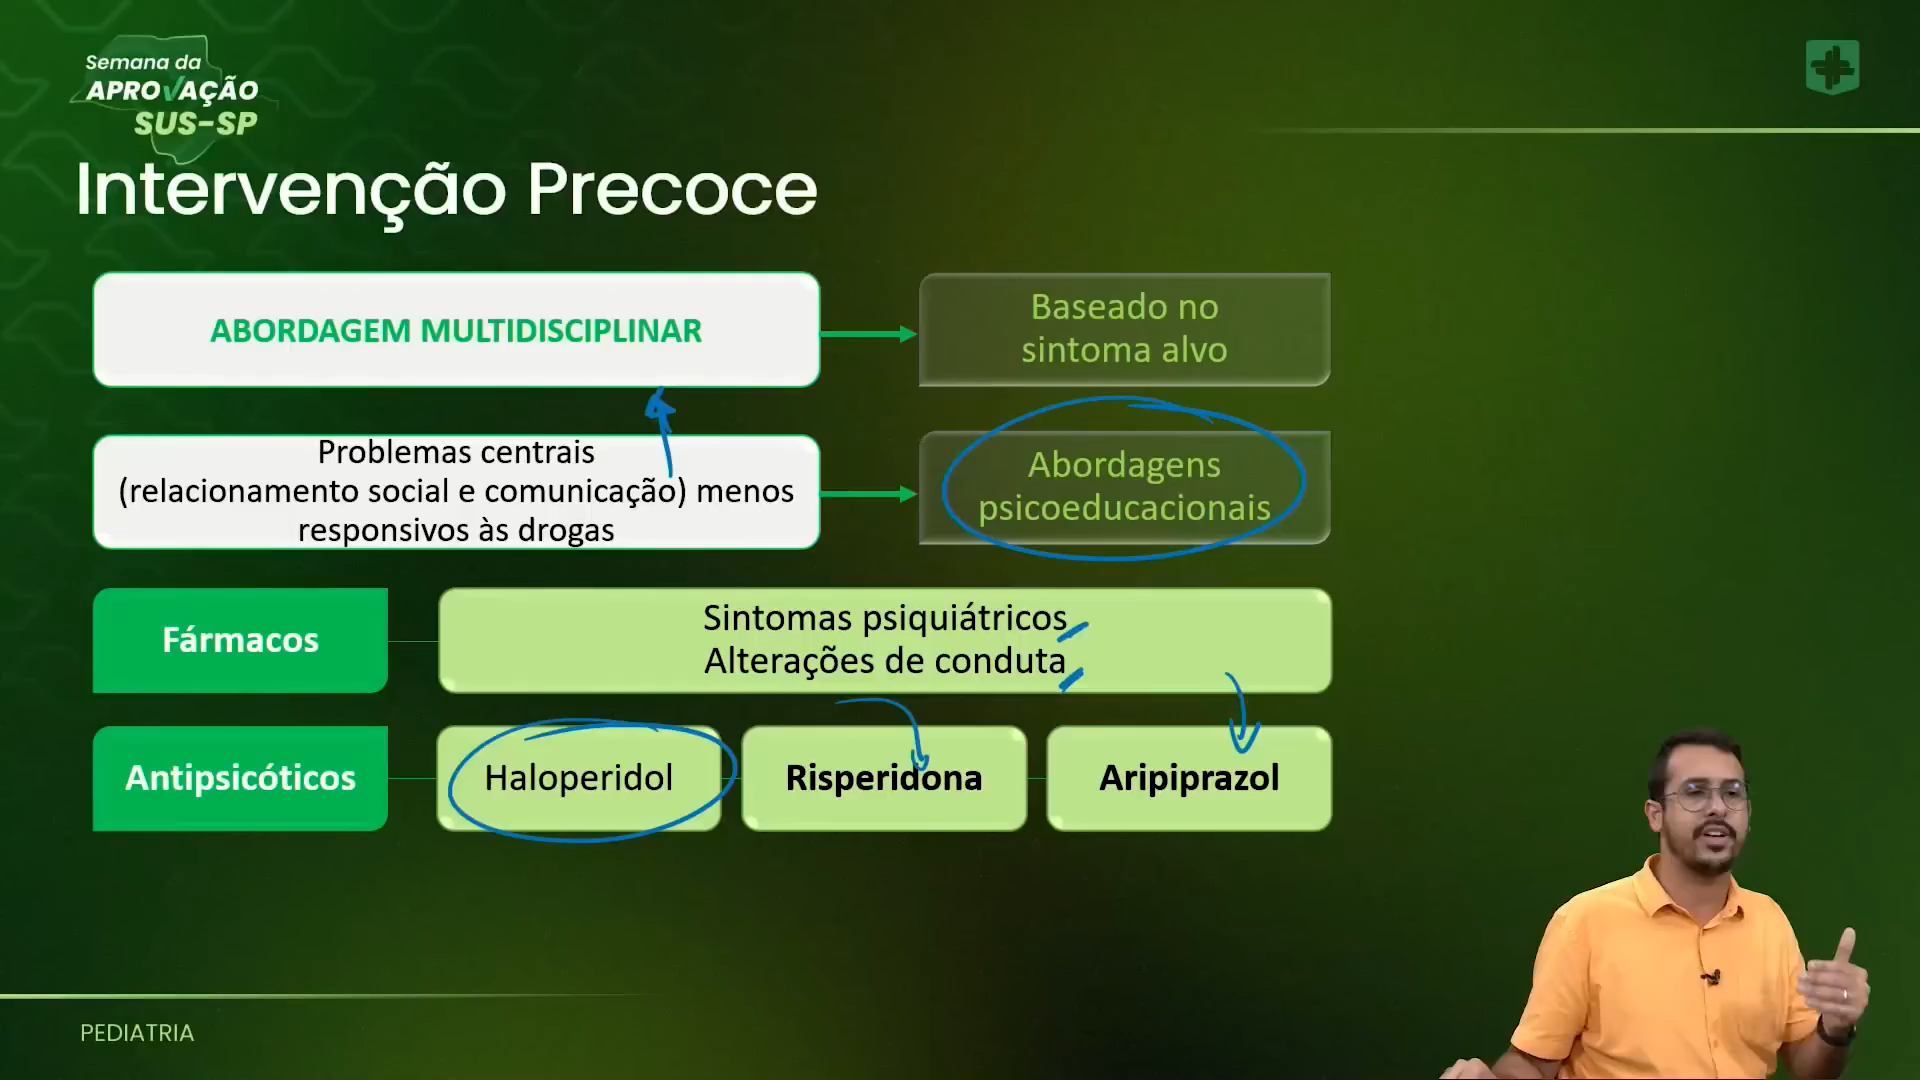 Semana da
APROVAÇÃO
SUS-SP
Intervenção Precoce
ABORDAGEM MULTIDISCIPLINAR
Baseado no
sintoma alvo
Problemas centrais
(relacionamento social e comunicação) menos
responsivos às drogas
Abordagens
psicoeducacionais
Fármacos
Sintomas psiquiátricos
Alterações de conduta
Antipsicóticos
Haloperidol
Risperidona
Aripiprazol
PEDIATRIA